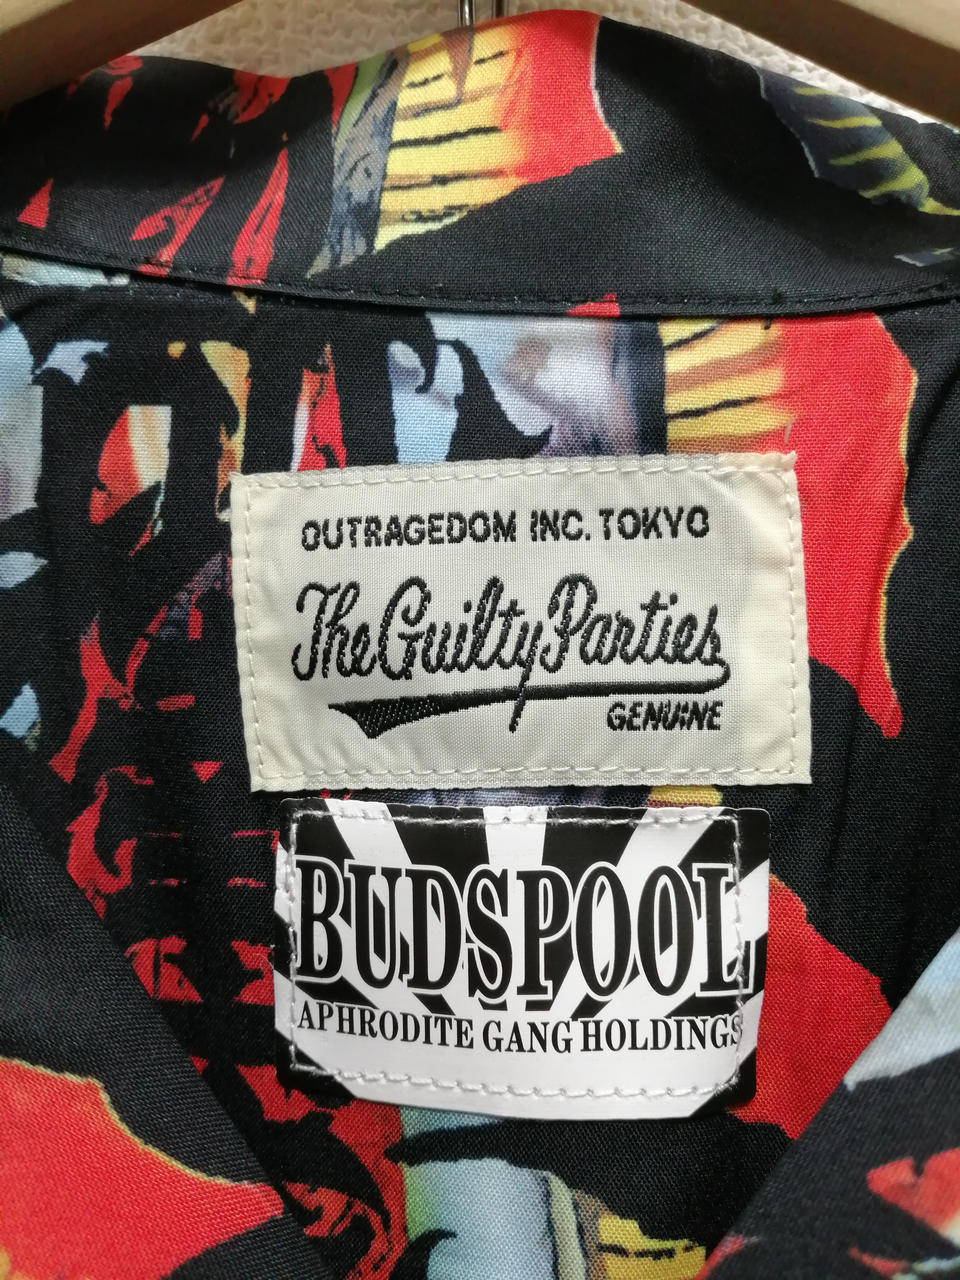 OUTRAGEDOM INC. TOKYO
The Guilty Parties
GENUINE
BUDSPOOL
APHRODITE GANG HOLDINGS